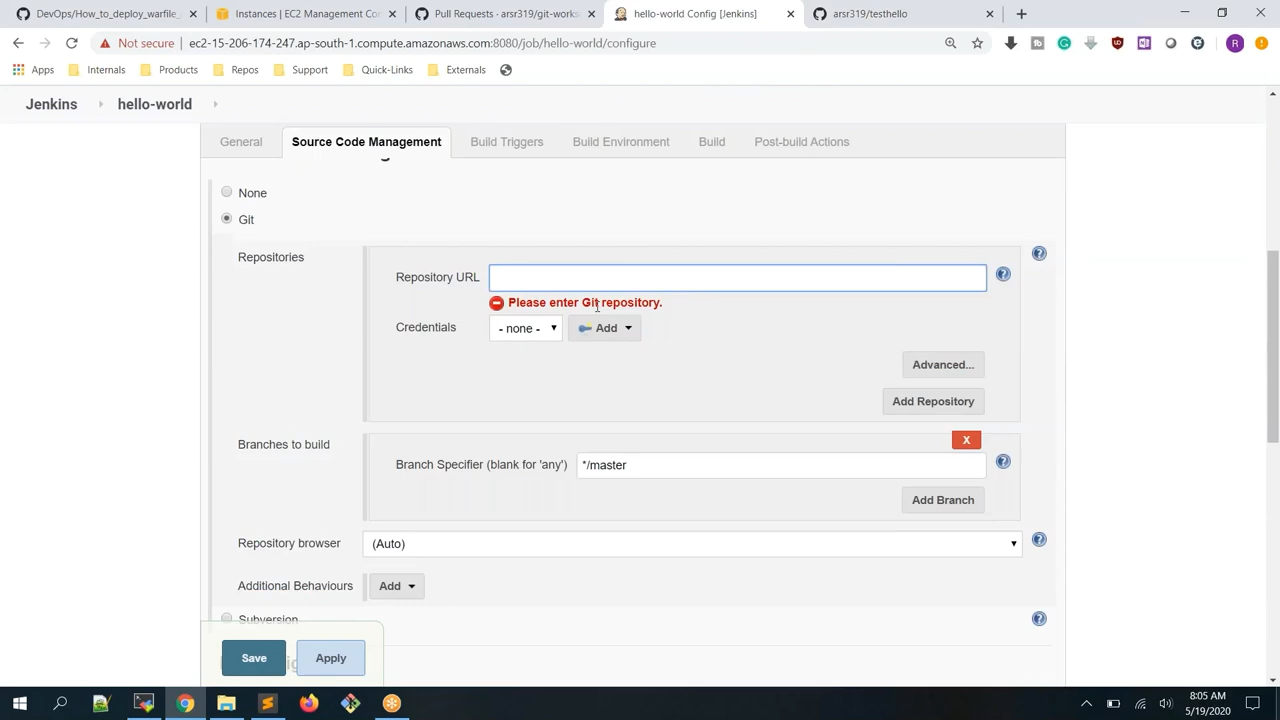 DevOps/How_to_deploy_warfile_
Instances | EC2 Management Co
Pull Requests · arsr319/git-works
hello-world Config [Jenkins]
arsr319/testhello
Not secure
ec2-15-206-174-247.ap-south-1.compute.amazonaws.com:8080/job/hello-world/configure
R
Apps
Internals
Products
Repos
Support
Quick-Links
Externals
Jenkins
hello-world
General
Source Code Management
Build Triggers
Build Environment
Build
Post-build Actions
None
Git
Repositories
Repository URL
Please enter Git repository.
Credentials
- none -
Add
Advanced...
Add Repository
Branches to build
X
Branch Specifier (blank for 'any')
*/master
Add Branch
Repository browser
(Auto)
Additional Behaviours
Add
Subversion
Save
Apply
8:05 AM
5/19/2020